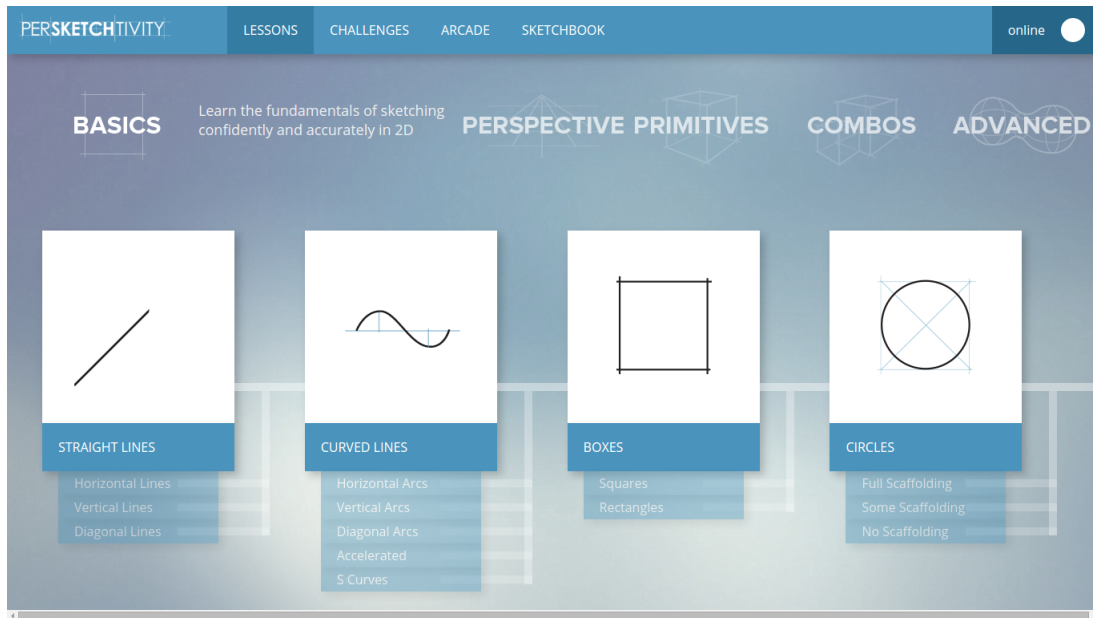 PERSKETCHTIVITY
LESSONS
CHALLENGES
ARCADE
SKETCHBOOK
online
BASICS
Learn the fundamentals of sketching
confidently and accurately in 2D
PERSPECTIVE
PRIMITIVES
COMBOS
ADVANCED
STRAIGHT LINES
Horizontal Lines
Vertical Lines
Diagonal Lines
CURVED LINES
Horizontal Arcs
Vertical Arcs
Diagonal Arcs
Accelerated
S Curves
BOXES
Squares
Rectangles
CIRCLES
Full Scaffolding
Some Scaffolding
No Scaffolding